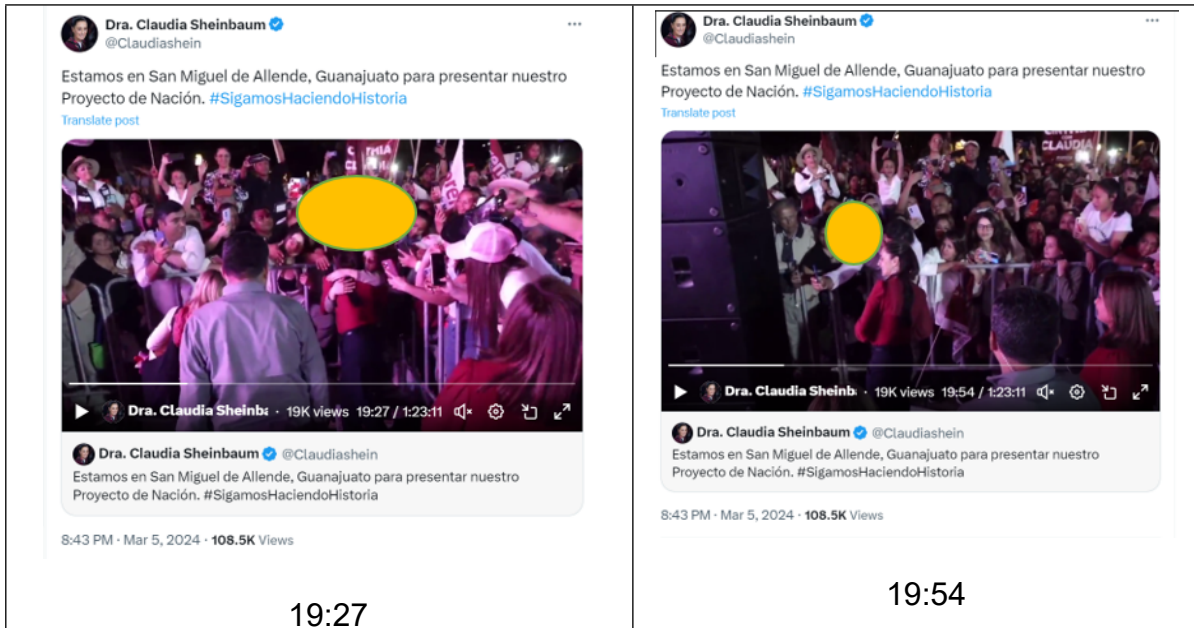 Dra. Claudia Sheinbaum
@Claudiashein
Estamos en San Miguel de Allende, Guanajuato para presentar nuestro
Proyecto de Nación. #SigamosHaciendoHistoria
Translate post
Dra. Claudia Sheinba · 19K views 19:27 / 1:23:11
Dra. Claudia Sheinbaum @Claudiashein
Estamos en San Miguel de Allende, Guanajuato para presentar nuestro
Proyecto de Nación. #SigamosHaciendoHistoria
8:43 PM · Mar 5, 2024 · 108.5K Views
19:27
Dra. Claudia Sheinbaum
@Claudiashein
Estamos en San Miguel de Allende, Guanajuato para presentar nuestro
Proyecto de Nación. #SigamosHaciendoHistoria
Translate post
CLAUDIA
Dra. Claudia Sheinb · 19K views 19:54 / 1:23:11
Dra. Claudia Sheinbaum @Claudiashein
Estamos en San Miguel de Allende, Guanajuato para presentar nuestro
Proyecto de Nación. #SigamosHaciendoHistoria
8:43 PM · Mar 5, 2024 · 108.5K Views
19:54